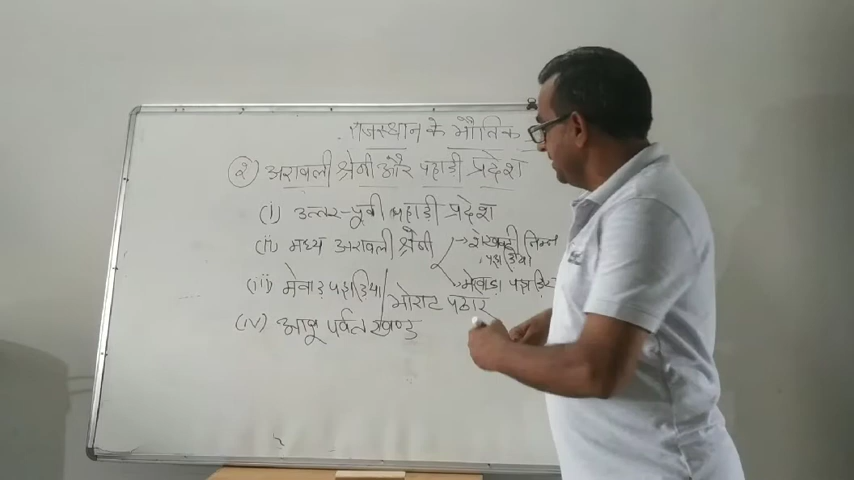 राजस्थान के भौतिक
२) अरावली श्रेनी और पहाड़ी प्रदेश
(i) उत्तर-पूर्वी पहाड़ी प्रदेश
(ii) मध्य अरावली श्रेनी → शेखावटी निम्न
पहाड़ियां
(iii) मेवाड़ पहाड़िया / भोराट पठार
(iv) आबू पर्वत खण्ड